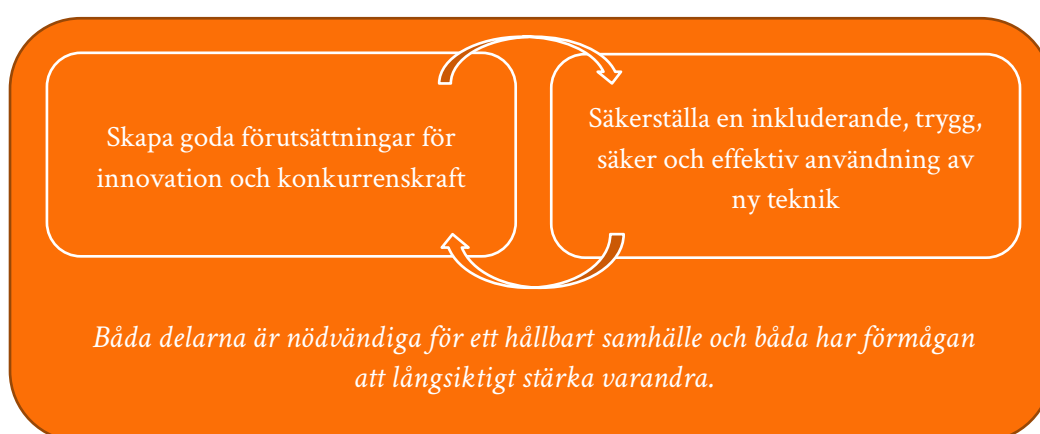 Skapa goda förutsättningar för
innovation och konkurrenskraft
Säkerställa en inkluderande, trygg,
säker och effektiv användning av
ny teknik
Båda delarna är nödvändiga för ett hållbart samhälle och båda har förmågan
att långsiktigt stärka varandra.